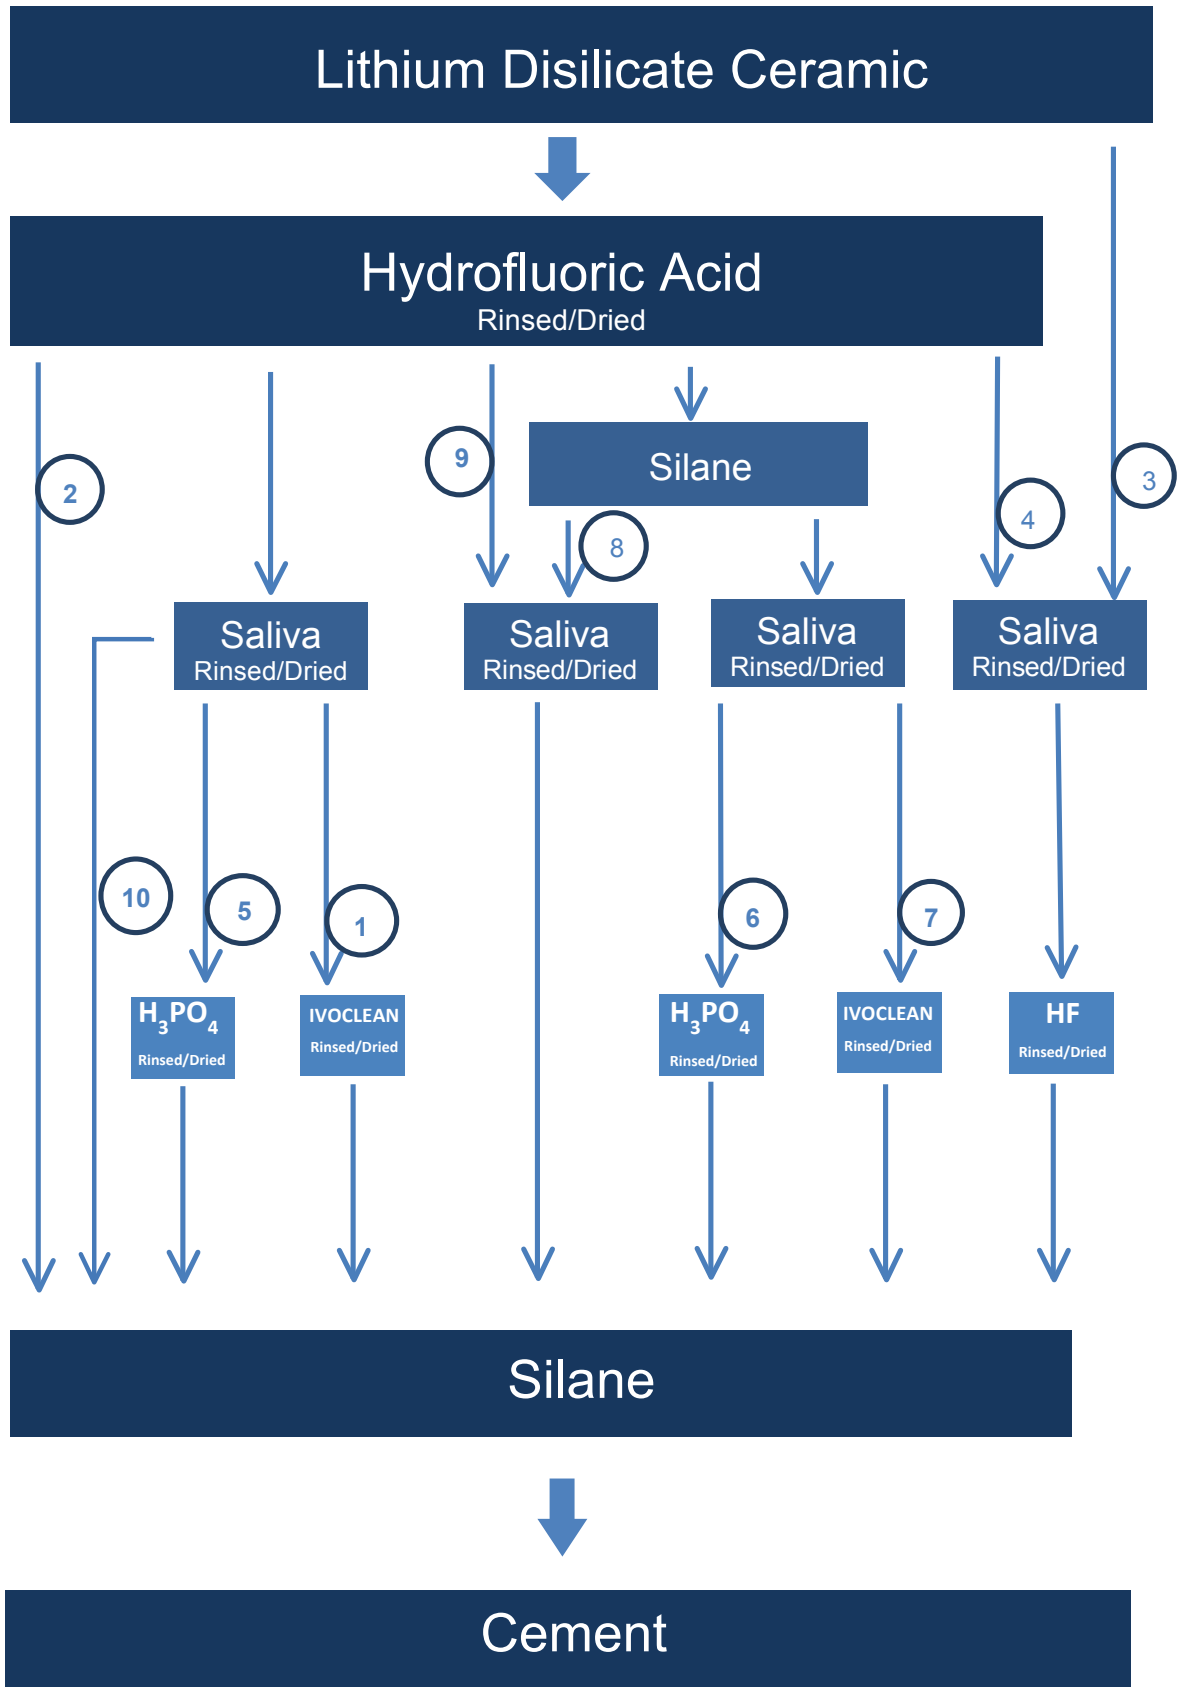 Lithium Disilicate Ceramic
Hydrofluoric Acid
Rinsed/Dried
9
Silane
2
3
4
8
Saliva
Rinsed/Dried
Saliva
Rinsed/Dried
Saliva
Rinsed/Dried
Saliva
Rinsed/Dried
10
5
1
6
7
H₃PO₄
Rinsed/Dried
IVOCLEAN
Rinsed/Dried
H₃PO₄
Rinsed/Dried
IVOCLEAN
Rinsed/Dried
HF
Rinsed/Dried
Silane
Cement